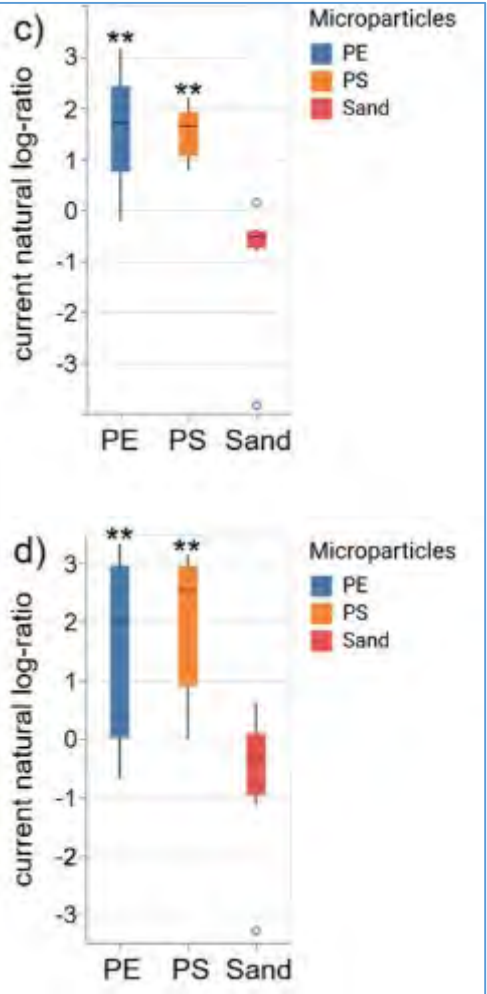 c)
Microparticles
PE
PS
Sand
current natural log-ratio
3
2
1
0
-1
-2
-3
**
**
PE PS Sand
d)
Microparticles
PE
PS
Sand
current natural log-ratio
3
2
1
0
-1
-2
-3
**
**
PE PS Sand